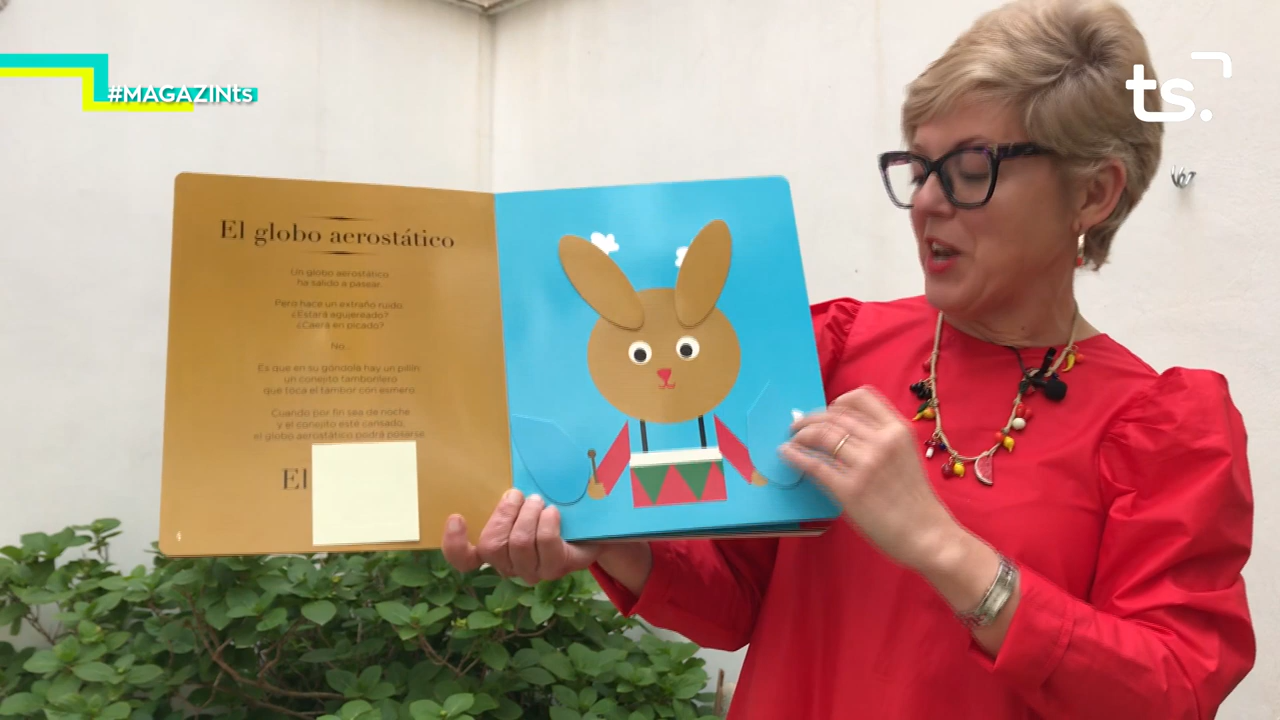 #MAGAZINts
ts.
El globo aerostático
Un globo aerostático
ha salido a pasear.
Pero hace un extraño ruido.
¿Estará agujereado?
¿Caerá en picado?
No...
Es que en su góndola hay un pillín:
un conejito tamborilero
que toca el tambor con esmero.
Cuando por fin sea de noche
y el conejito esté cansado,
el globo aerostático podrá posarse.
El
4